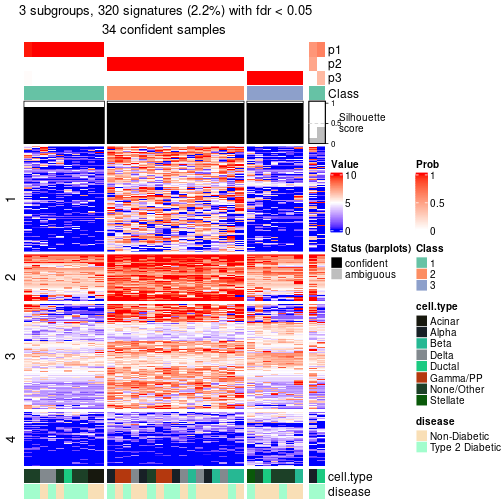 3 subgroups, 320 signatures (2.2%) with fdr < 0.05
34 confident samples
p1
p2
p3
Class
1
0.5
0
Silhouette
score
1
2
3
4
Value
10
5
0
Prob
1
0.5
0
Status (barplots)
confident
ambiguous
Class
1
2
3
cell.type
Acinar
Alpha
Beta
Delta
Ductal
Gamma/PP
None/Other
Stellate
disease
Non-Diabetic
Type 2 Diabetic
cell.type
disease